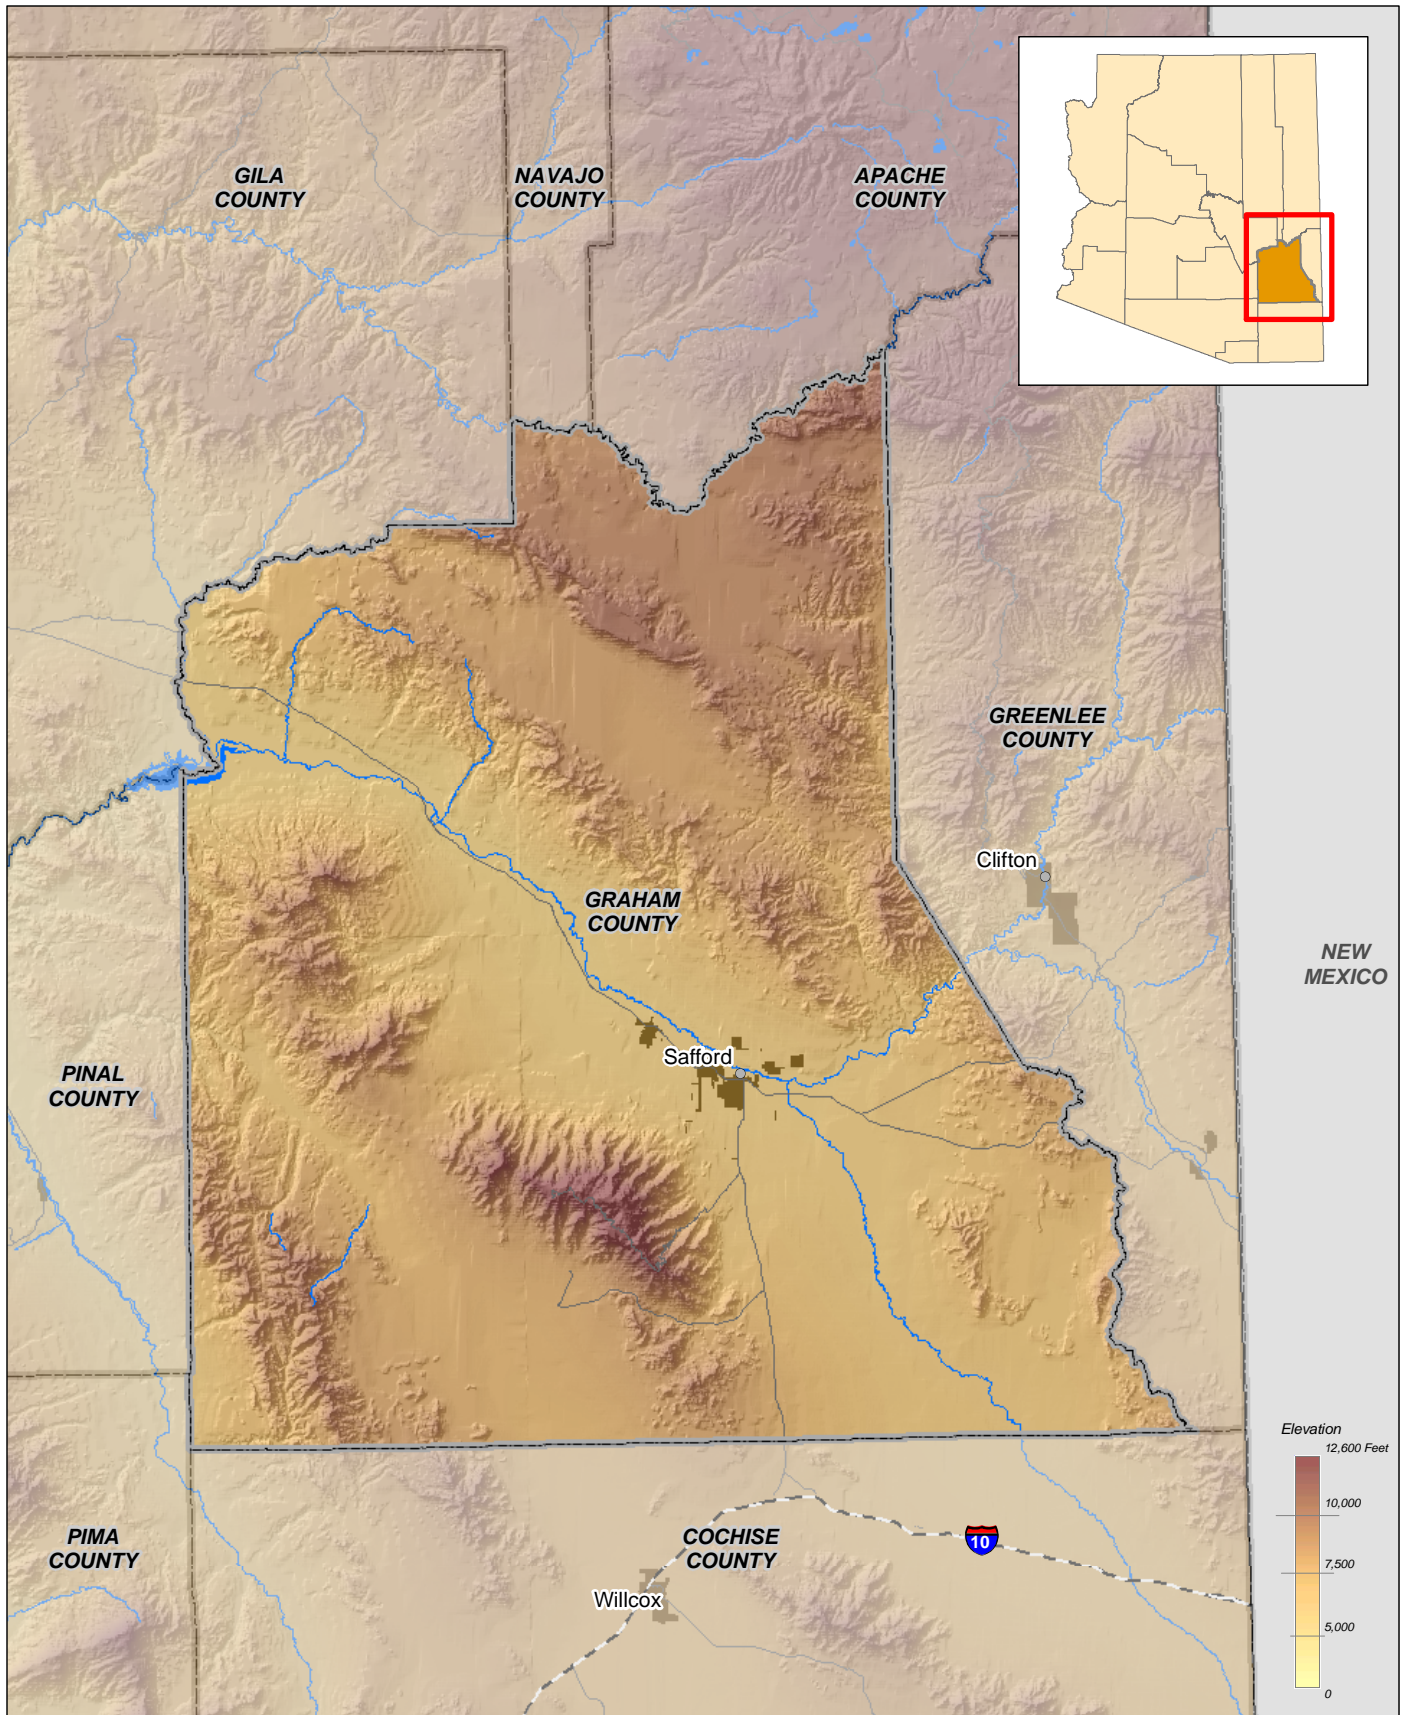 GILA
COUNTY
NAVAJO
COUNTY
APACHE
COUNTY
GREENLEE
COUNTY
Clifton
GRAHAM
COUNTY
NEW
MEXICO
Safford
PINAL
COUNTY
Elevation
12,600 Feet
10,000
7,500
5,000
0
PIMA
COUNTY
COCHISE
COUNTY
10
Willcox